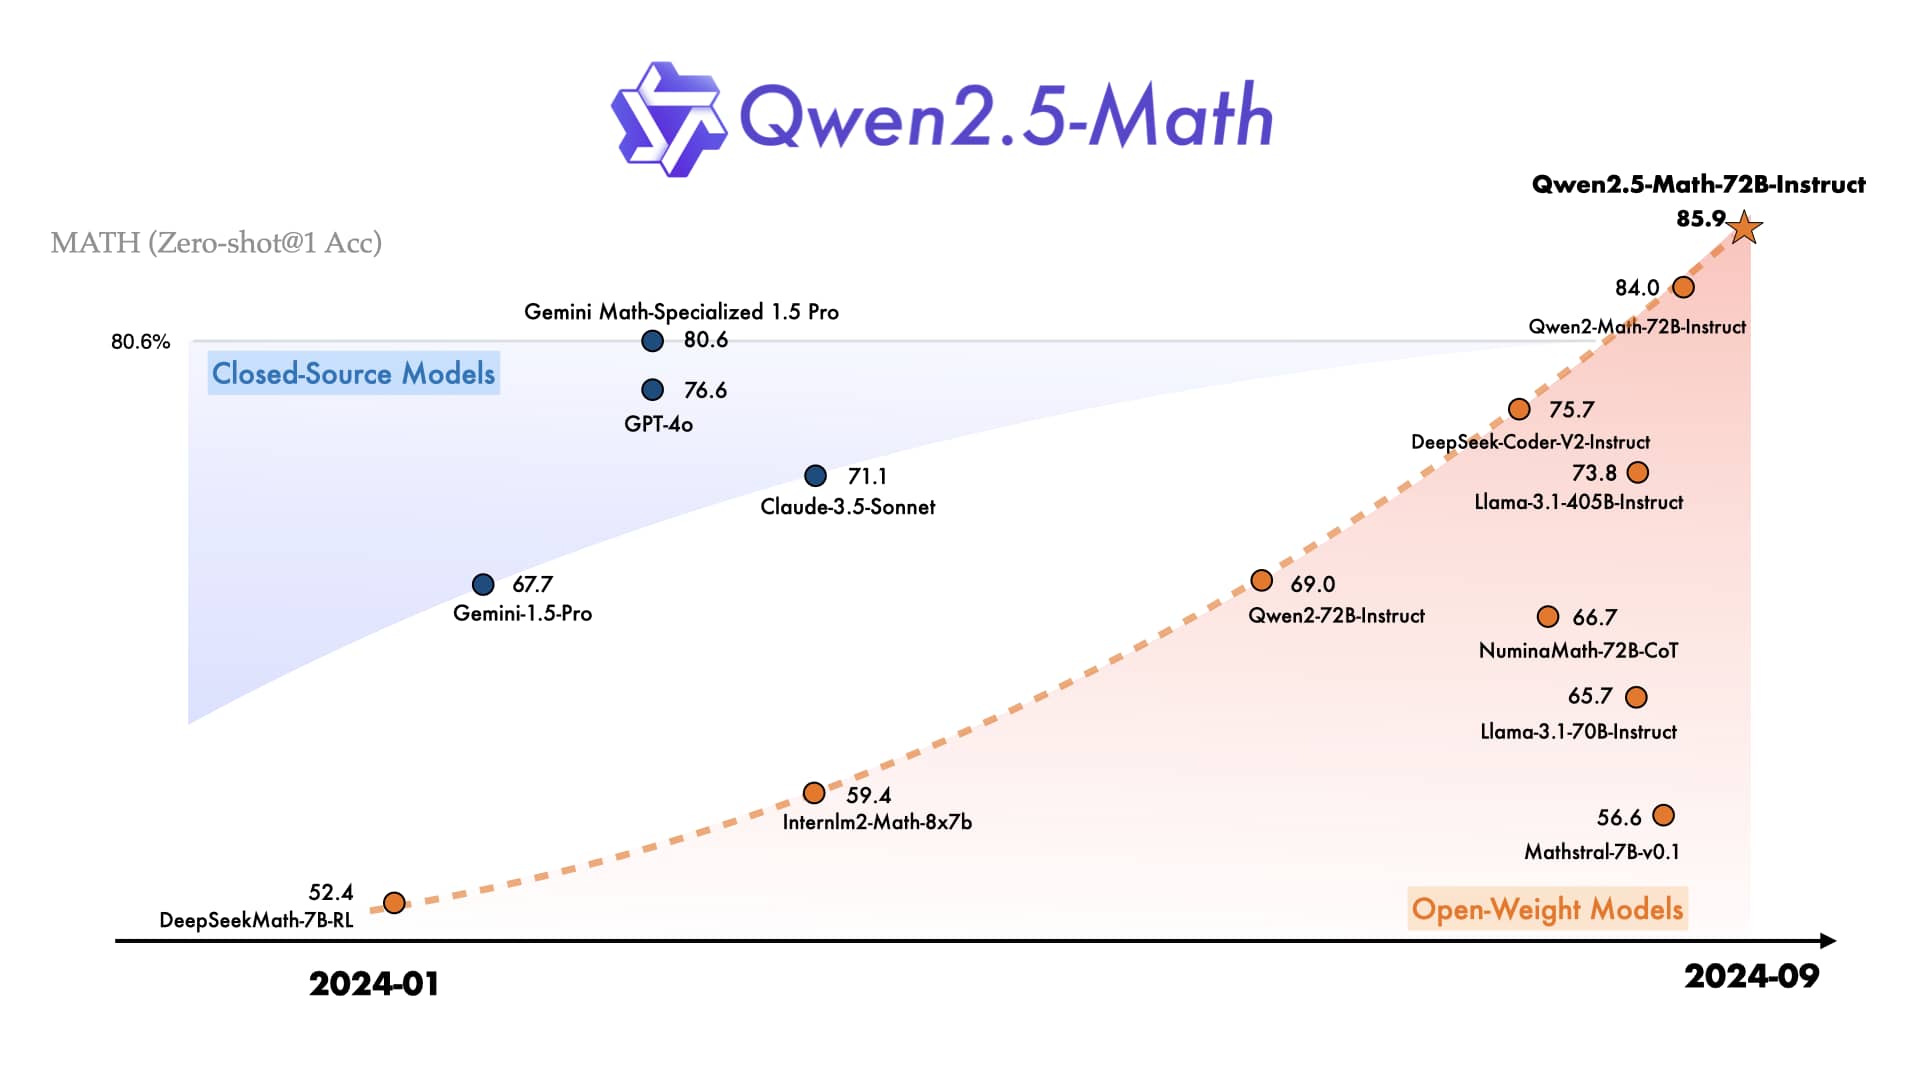 Qwen2.5-Math
Qwen2.5-Math-72B-Instruct
85.9
MATH (Zero-shot@1 Acc)
84.0
Qwen2-Math-72B-Instruct
Gemini Math-Specialized 1.5 Pro
80.6% 80.6
Closed-Source Models
76.6
GPT-4o
75.7
DeepSeek-Coder-V2-Instruct
73.8
Llama-3.1-405B-Instruct
71.1
Claude-3.5-Sonnet
67.7
Gemini-1.5-Pro
69.0
Qwen2-72B-Instruct
66.7
NuminaMath-72B-CoT
65.7
Llama-3.1-70B-Instruct
59.4
Internlm2-Math-8x7b
56.6
Mathstral-7B-v0.1
52.4
DeepSeekMath-7B-RL
Open-Weight Models
2024-01 2024-09